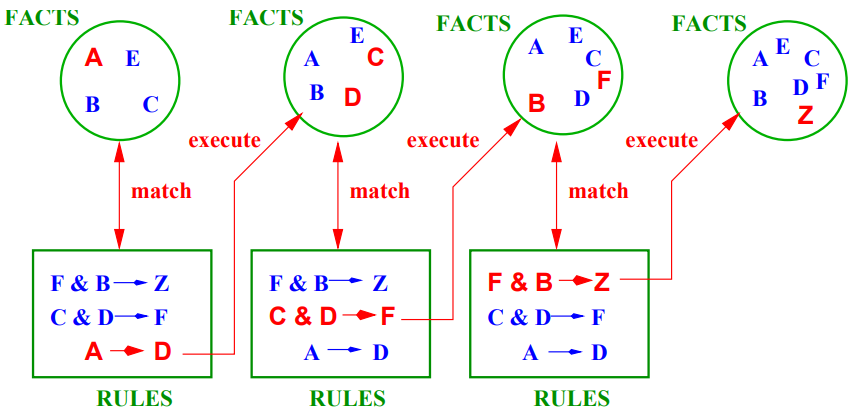 FACTS
A E
B C
match
F & B → Z
C & D → F
A → D
RULES
execute
FACTS
E
A C
B D
match
F & B → Z
C & D → F
A → D
RULES
execute
FACTS
E
A C
F
B D
match
F & B → Z
C & D → F
A → D
RULES
execute
FACTS
E
A C
D F
B
Z